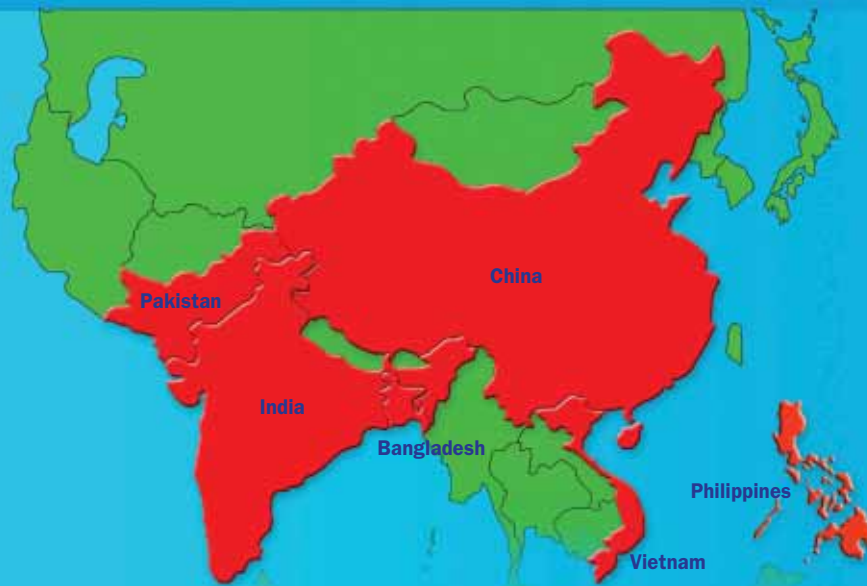 China
Pakistan
India
Bangladesh
Philippines
Vietnam